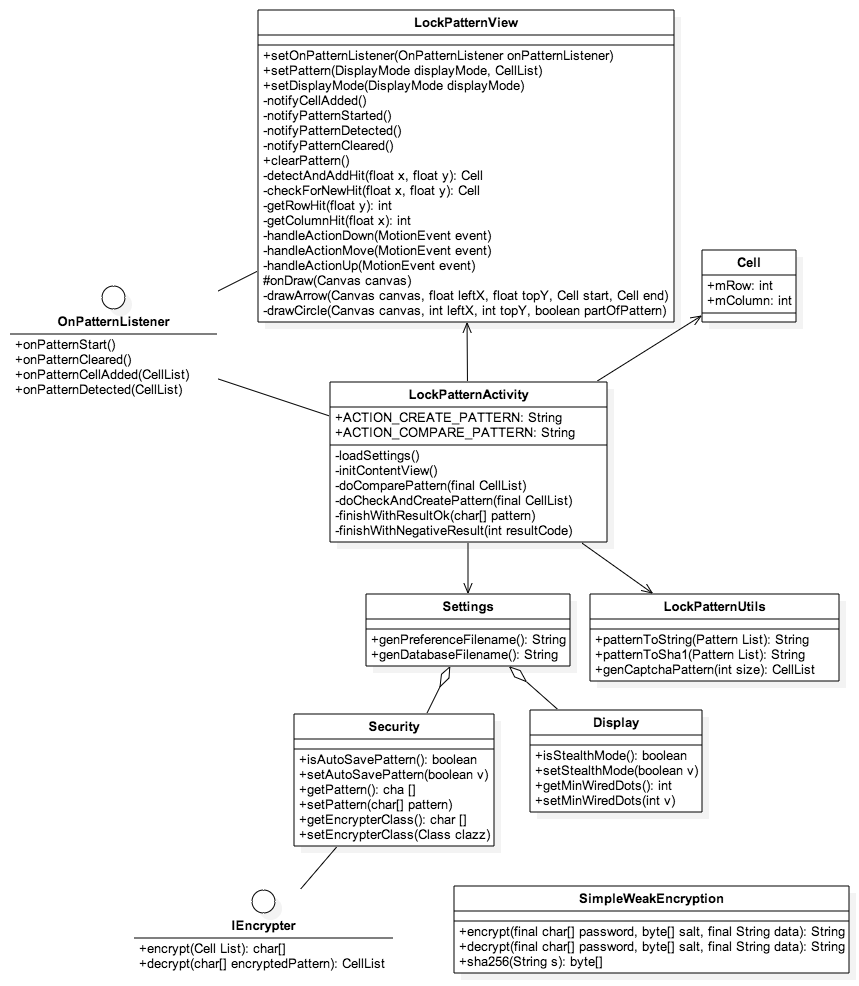 LockPatternView
+setOnPatternListener(OnPatternListener onPatternListener)
+setPattern(DisplayMode displayMode, CellList)
+setDisplayMode(DisplayMode displayMode)
-notifyCellAdded()
-notifyPatternStarted()
-notifyPatternDetected()
-notifyPatternCleared()
+clearPattern()
-detectAndAddHit(float x, float y): Cell
-checkForNewHit(float x, float y): Cell
-getRowHit(float y): int
-getColumnHit(float x): int
-handleActionDown(MotionEvent event)
-handleActionMove(MotionEvent event)
-handleActionUp(MotionEvent event)
#onDraw(Canvas canvas)
-drawArrow(Canvas canvas, float leftX, float topY, Cell start, Cell end)
-drawCircle(Canvas canvas, int leftX, int topY, boolean partOfPattern)
Cell
+mRow: int
+mColumn: int
OnPatternListener
+onPatternStart()
+onPatternCleared()
+onPatternCellAdded(CellList)
+onPatternDetected(CellList)
LockPatternActivity
+ACTION_CREATE_PATTERN: String
+ACTION_COMPARE_PATTERN: String
-loadSettings()
-initContentView()
-doComparePattern(final CellList)
-doCheckAndCreatePattern(final CellList)
-finishWithResultOk(char[] pattern)
-finishWithNegativeResult(int resultCode)
Settings
+genPreferenceFilename(): String
+genDatabaseFilename(): String
LockPatternUtils
+patternToString(Pattern List): String
+patternToSha1(Pattern List): String
+genCaptchaPattern(int size): CellList
Security
+isAutoSavePattern(): boolean
+setAutoSavePattern(boolean v)
+getPattern(): cha []
+setPattern(char[] pattern)
+getEncrypterClass(): char []
+setEncrypterClass(Class clazz)
Display
+isStealthMode(): boolean
+setStealthMode(boolean v)
+getMinWiredDots(): int
+setMinWiredDots(int v)
IEncrypter
+encrypt(Cell List): char[]
+decrypt(char[] encryptedPattern): CellList
SimpleWeakEncryption
+encrypt(final char[] password, byte[] salt, final String data): String
+decrypt(final char[] password, byte[] salt, final String data): String
+sha256(String s): byte[]